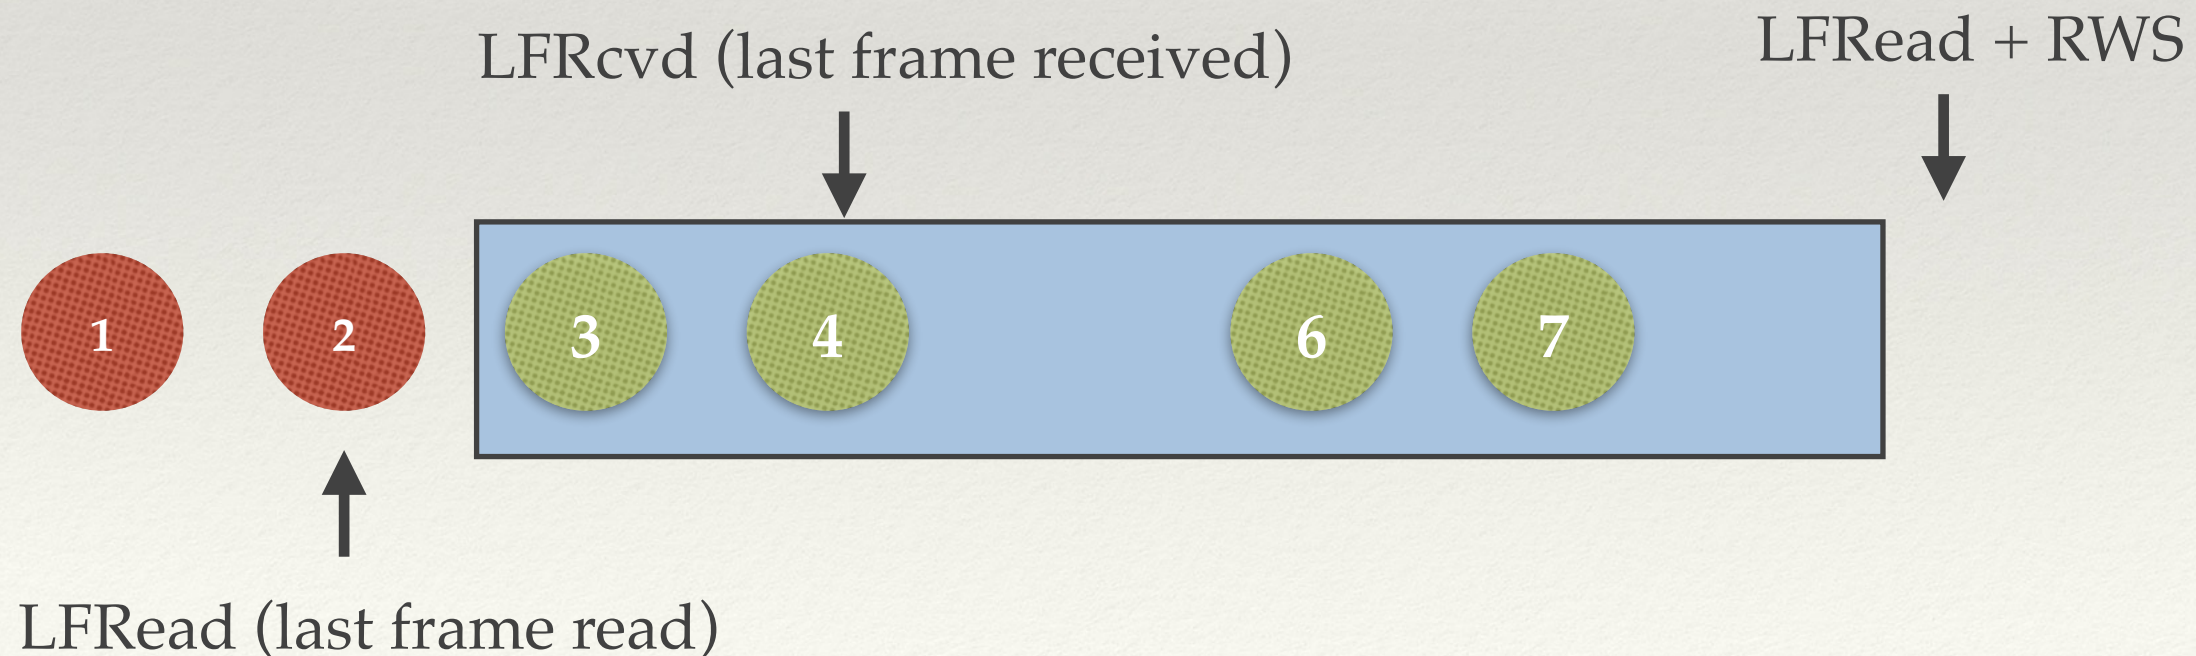 LFRcvd (last frame received)
LFRead + RWS
1 2 3 4 6 7
LFRead (last frame read)